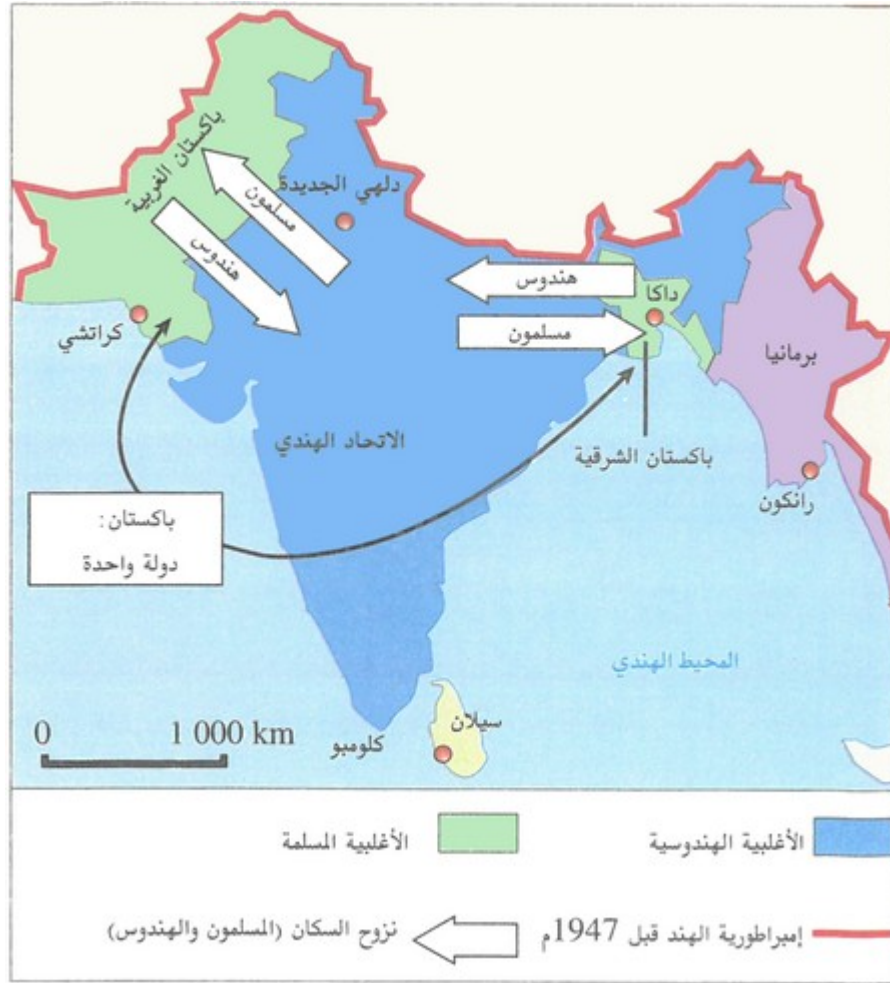 باكستان الغربية
مسلمون
هندوس
دلهي الجديدة
هندوس
داكا
مسلمون
كراتشي
برمانيا
الاتحاد الهندي
باكستان الشرقية
رانكون
باكستان:
دولة واحدة
المحيط الهندي
سيلان
كلومبو
0 1 000 km
الأغلبية الهندوسية
الأغلبية المسلمة
إمبراطورية الهند قبل 1947م
نزوح السكان (المسلمون والهندوس)